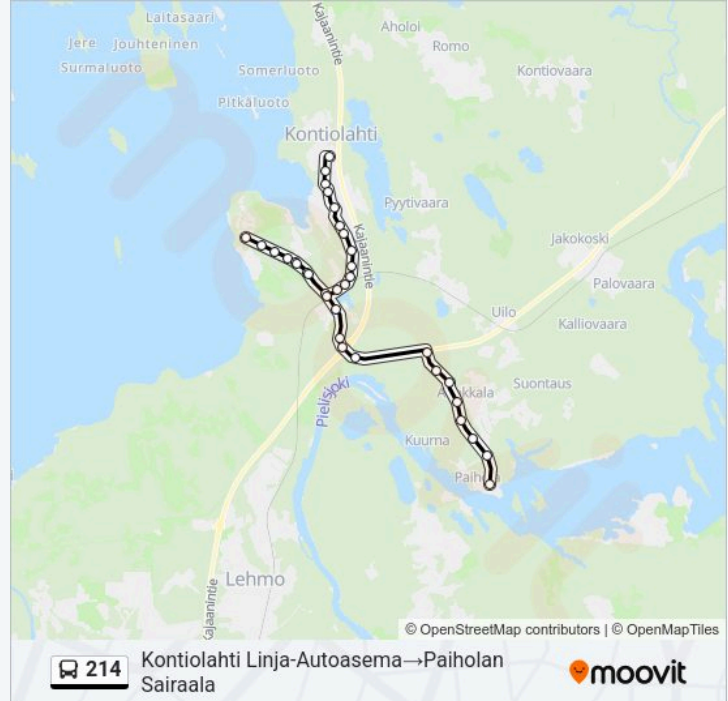 Laitasaari
Kajaanintie
Aholol
Jere
Jouhteninen
Romo
Surmaluoto
Somerluoto
Kontiovaara
Pitkäluoto
Kontiolahti
Pyytivaara
Kajaanintie
Jakokoski
Palovaara
Uilo
Kalliovaara
Pielisjoki
Suontaus
Kuurna
Lehmo
Kajaanintie
© OpenStreetMap contributors | © OpenMapTiles
214
Kontiolahti Linja-Autoasema→Paiholan
Sairaala
moovit